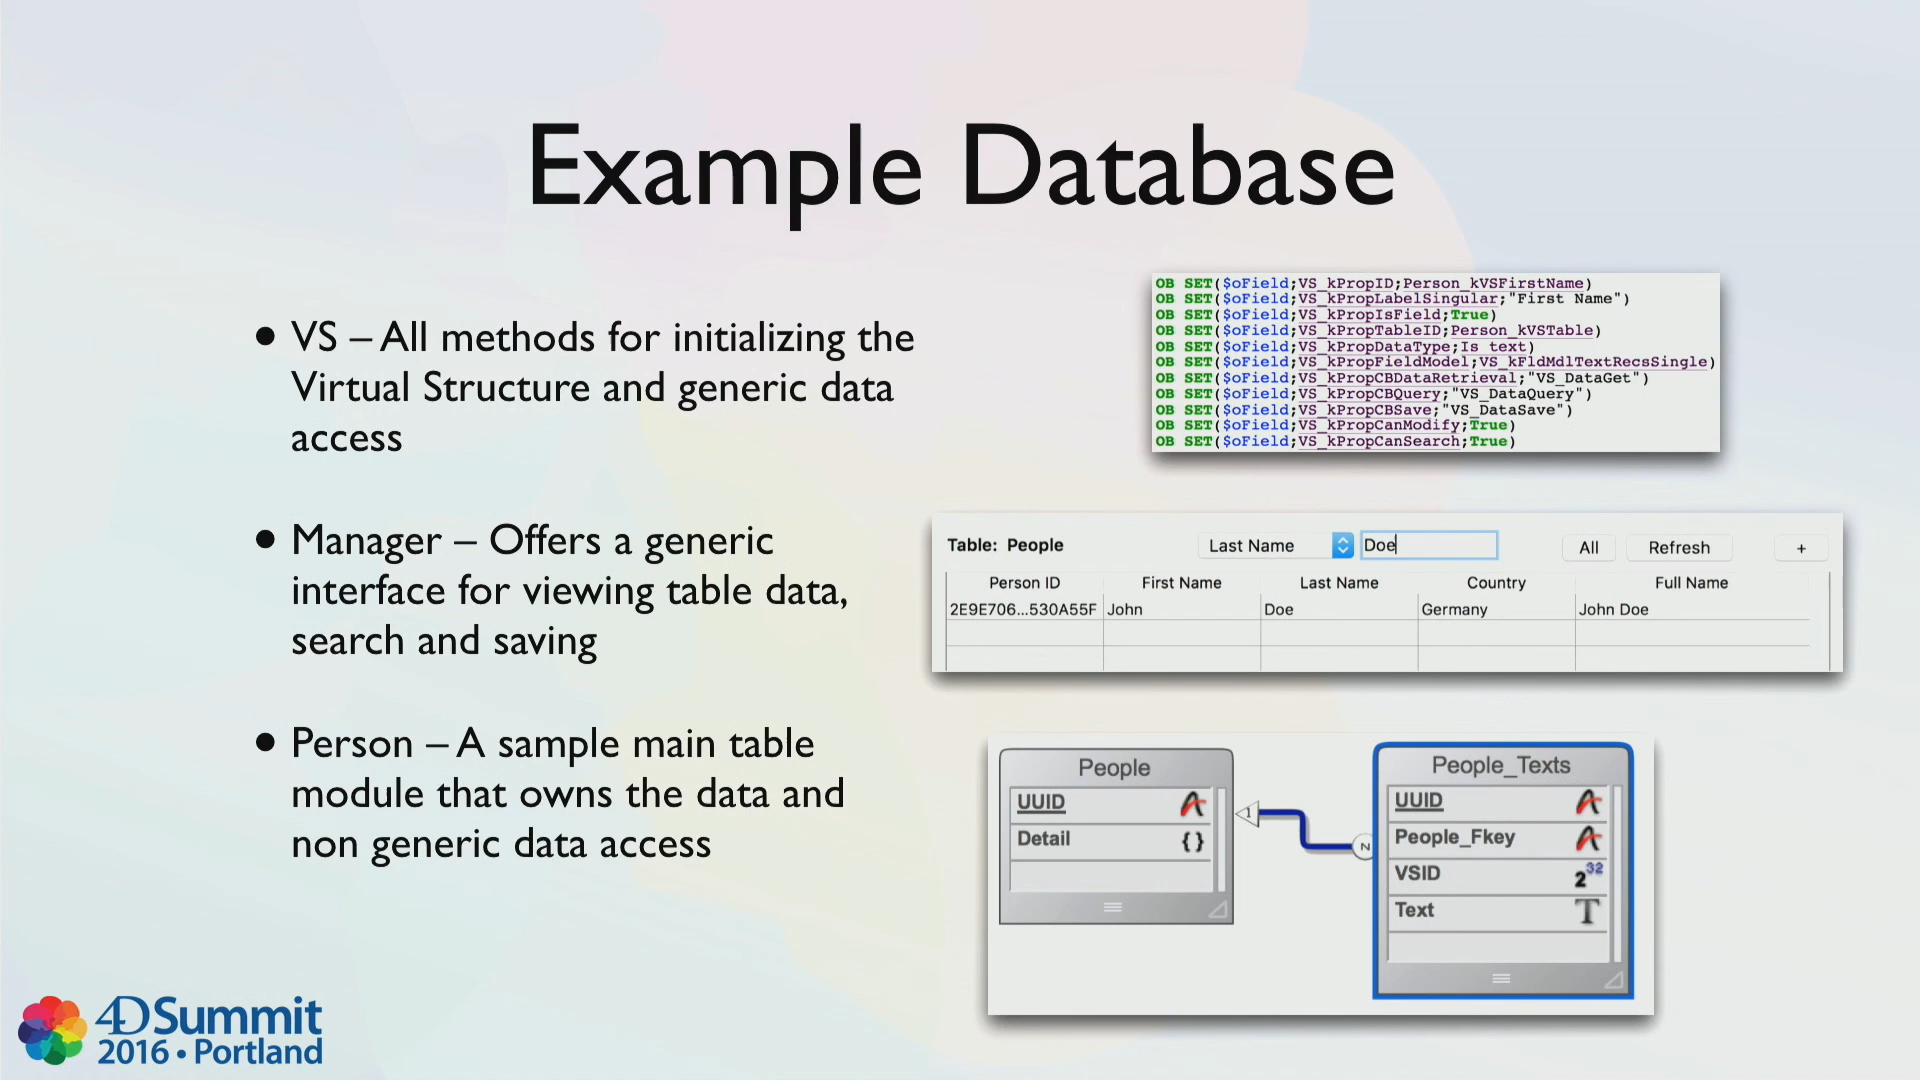 Example Database
• VS – All methods for initializing the
Virtual Structure and generic data
access
• Manager – Offers a generic
interface for viewing table data,
search and saving
• Person – A sample main table
module that owns the data and
non generic data access
OB SET($oField;VS_kPropID;Person_kVSFirstName)
OB SET($oField;VS_kPropLabelSingular;"First Name")
OB SET($oField;VS_kPropIsField;True)
OB SET($oField;VS_kPropTableID;Person_kVSTable)
OB SET($oField;VS_kPropDataType;Is text)
OB SET($oField;VS_kPropFieldModel;VS_kFldMdlTextRecsSingle)
OB SET($oField;VS_kPropCBDataRetrieval;"VS_DataGet")
OB SET($oField;VS_kPropCBQuery;"VS_DataQuery")
OB SET($oField;VS_kPropCBSave;"VS_DataSave")
OB SET($oField;VS_kPropCanModify;True)
OB SET($oField;VS_kPropCanSearch;True)
Table: People Last Name Doe All Refresh +
Person ID First Name Last Name Country Full Name
2E9E706...530A55F John Doe Germany John Doe
People
UUID
Detail { }
1
N
People_Texts
UUID
People_Fkey
VSID 2^32
Text T
4D Summit
2016 • Portland